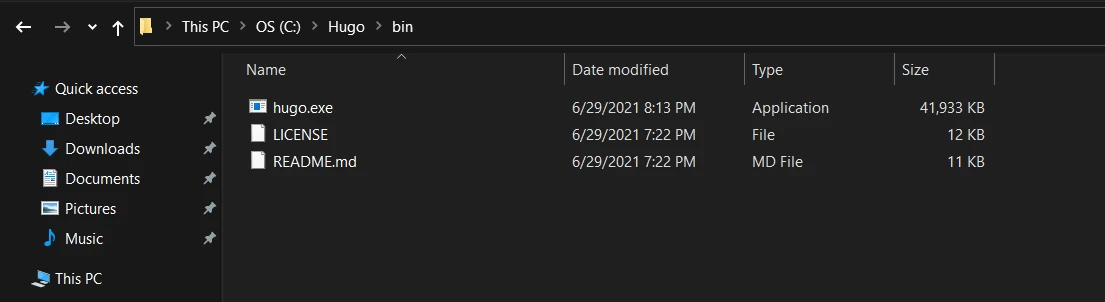 This PC OS (C:) Hugo bin
Name Date modified Type Size
Quick access
Desktop
Downloads
Documents
Pictures
Music
This PC
hugo.exe 6/29/2021 8:13 PM Application 41,933 KB
LICENSE 6/29/2021 7:22 PM File 12 KB
README.md 6/29/2021 7:22 PM MD File 11 KB